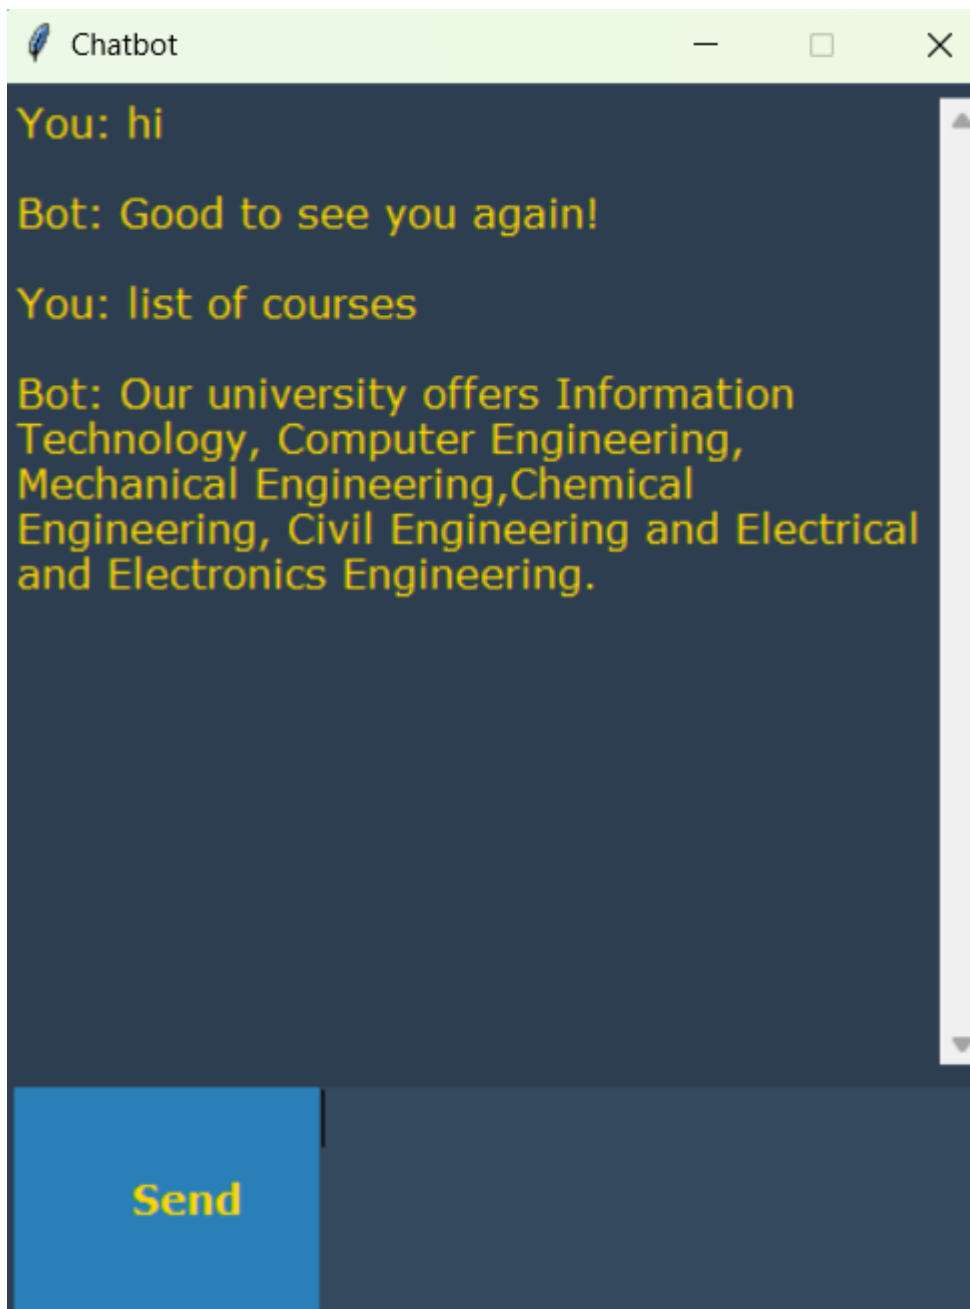 Chatbot
You: hi
Bot: Good to see you again!
You: list of courses
Bot: Our university offers Information
Technology, Computer Engineering,
Mechanical Engineering,Chemical
Engineering, Civil Engineering and Electrical
and Electronics Engineering.
Send